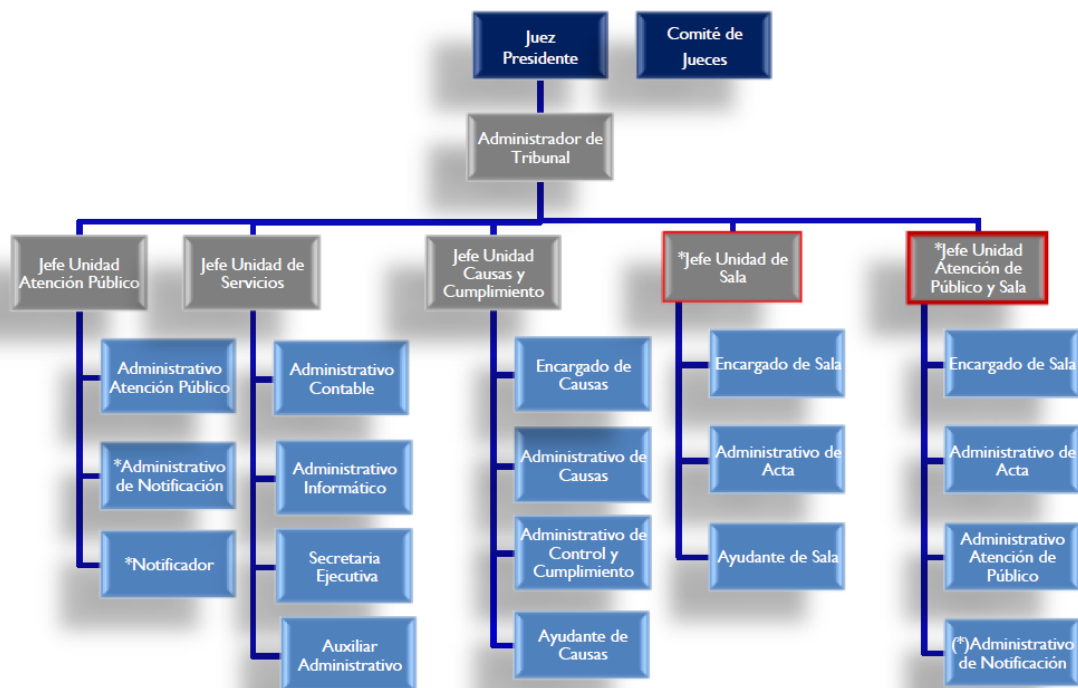 Juez
Presidente
Comité de
Jueces
Administrador de
Tribunal
Jefe Unidad
Atención Público
Jefe Unidad de
Servicios
Jefe Unidad
Causas y
Cumplimiento
*Jefe Unidad de
Sala
*Jefe Unidad
Atención de
Público y Sala
Administrativo
Atención Público
*Administrativo
de Notificación
*Notificador
Administrativo
Contable
Administrativo
Informático
Secretaria
Ejecutiva
Auxiliar
Administrativo
Encargado de
Causas
Administrativo de
Causas
Administrativo de
Control y
Cumplimiento
Ayudante de
Causas
Encargado de Sala
Administrativo de
Acta
Ayudante de Sala
Encargado de Sala
Administrativo de
Acta
Administrativo
Atención de
Público
(*)Administrativo
de Notificación